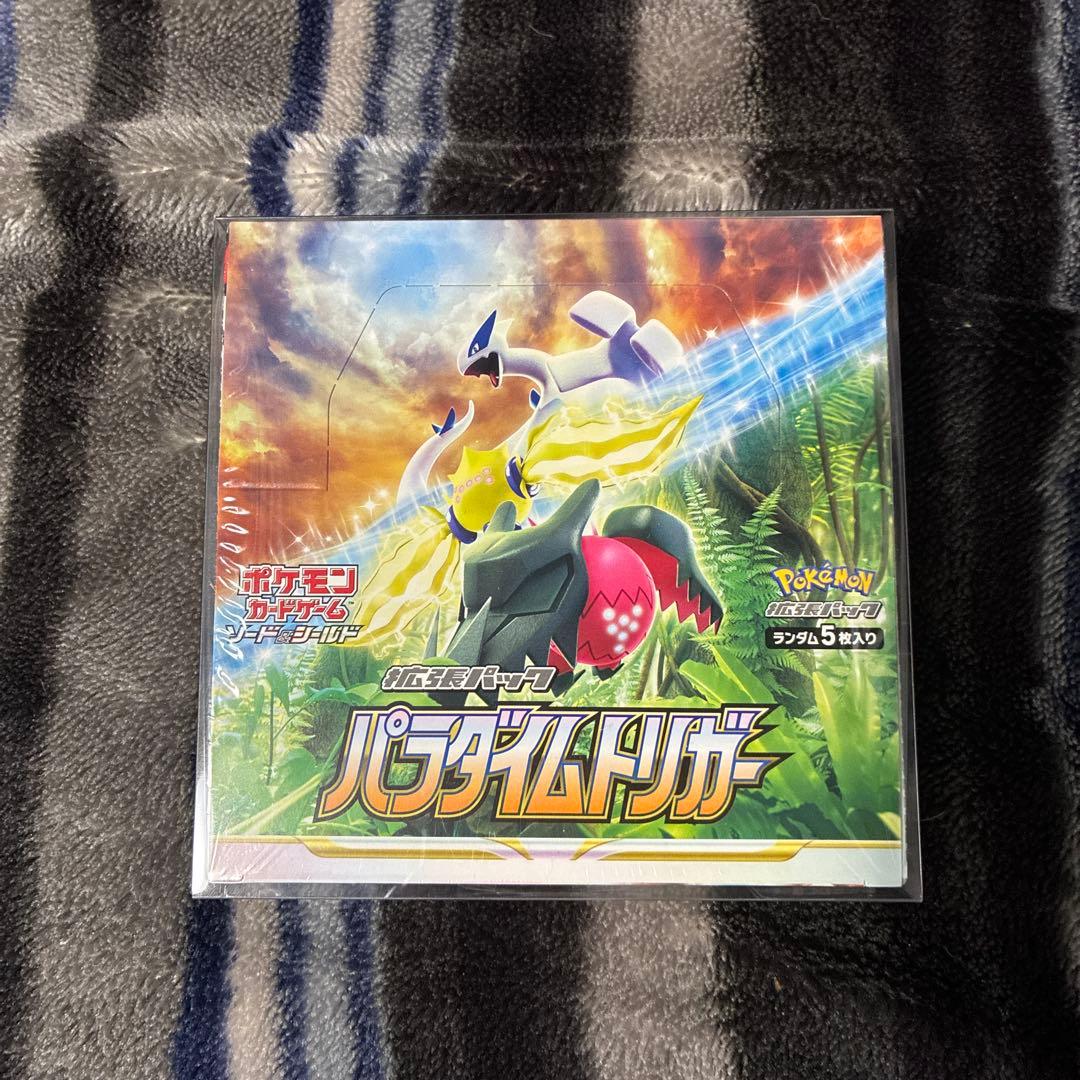 ポケモン
カードゲーム
ソード&シールド
POKéMON
拡張パック
ランダム5枚入り
拡張パック
パラダイムトリガー